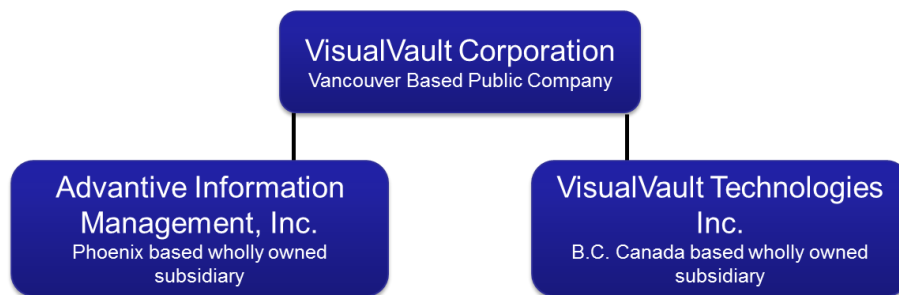 VisualVault Corporation
Vancouver Based Public Company
Advantive Information
Management, Inc.
Phoenix based wholly owned
subsidiary
VisualVault Technologies
Inc.
B.C. Canada based wholly owned
subsidiary